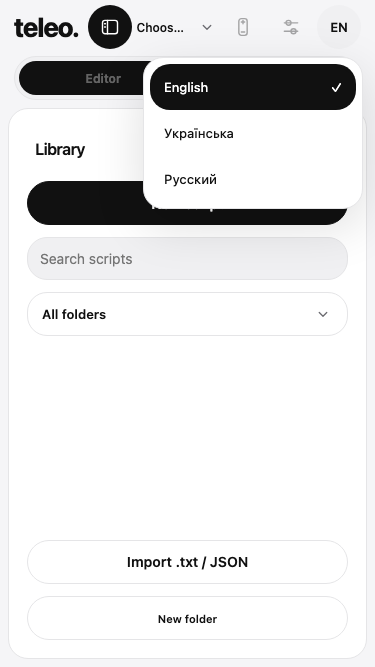 teleo.
Choos...
EN
Editor
English
Українська
Русский
Library
Search scripts
All folders
Import .txt / JSON
New folder